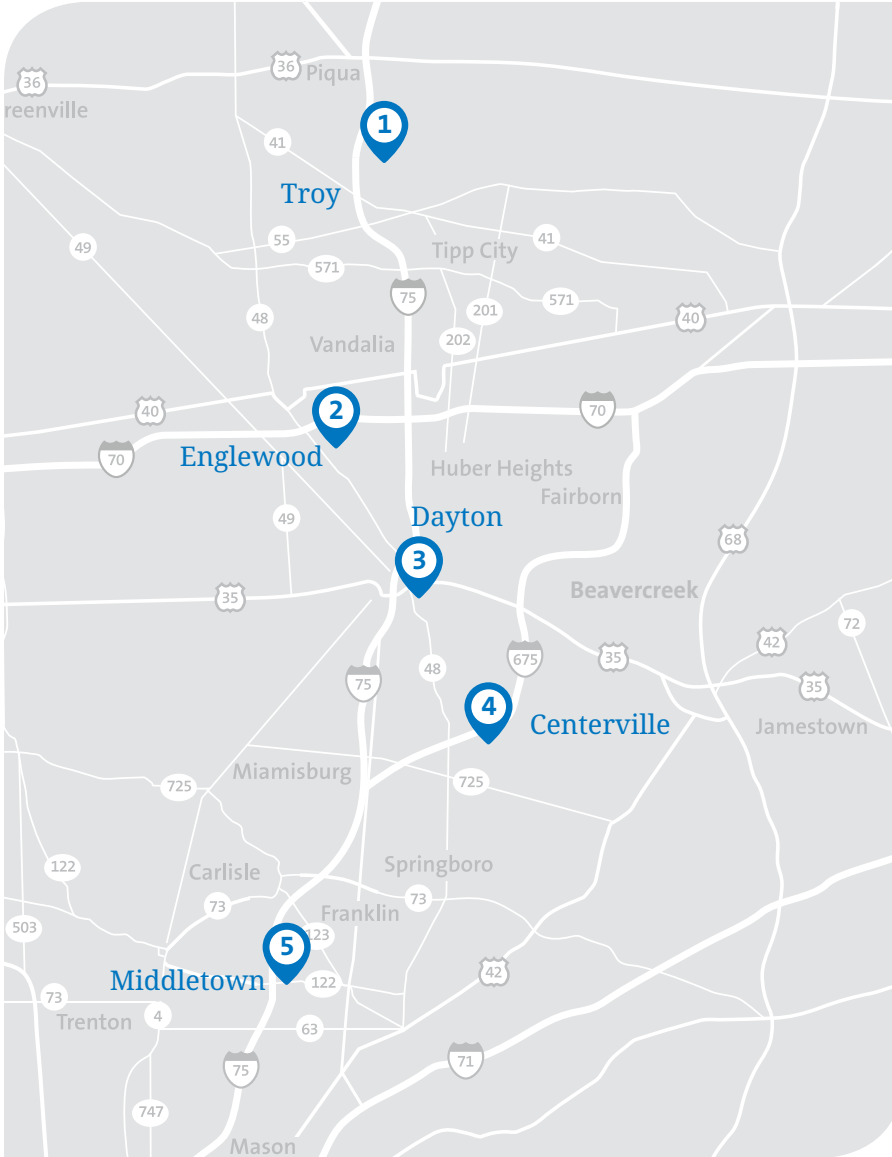 36
Piqua
36
reenville
1
41
Troy
55
49
Tipp City
41
571
75
571
201
48
40
202
Vandalia
2
40
70
Englewood
70
Huber Heights
Fairborn
49
Dayton
68
3
35
Beavercreek
72
42
675
35
48
75
35
4
Centerville
Jamestown
Miamisburg
725
725
Springboro
122
Carlisle
73
73
Franklin
503
123
5
42
Middletown
122
73
4
Trenton
63
71
75
747
Mason